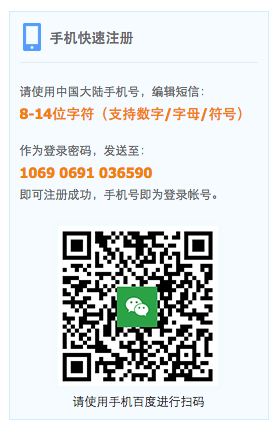 手机快速注册
请使用中国大陆手机号，编辑短信：
8-14位字符（支持数字/字母/符号）
作为登录密码，发送至：
1069 0691 036590
即可注册成功，手机号即为登录帐号。
请使用手机百度进行扫码